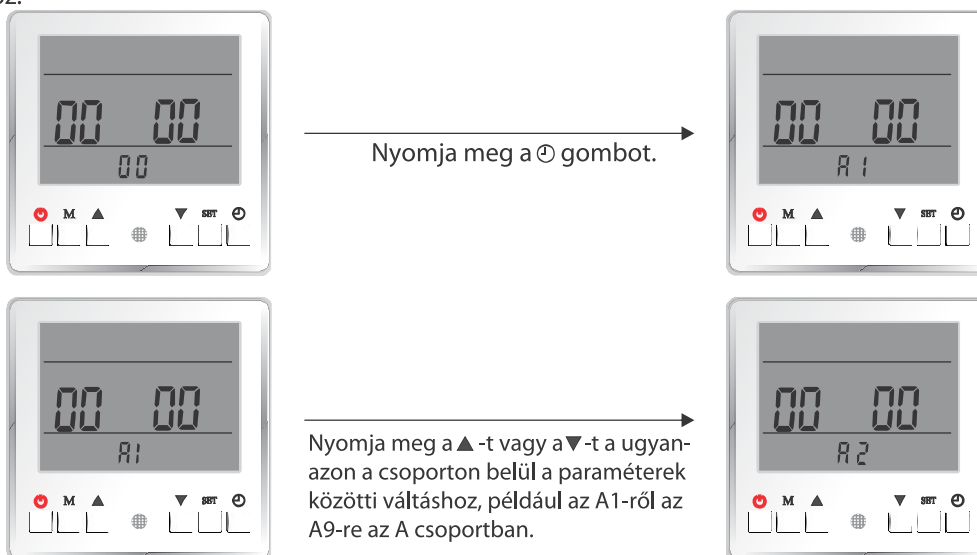 00 00
00
M ▲ ▼ SET
Nyomja meg a gombot.
00 00
A1
M ▲ ▼ SET
00 00
A1
M ▲ ▼ SET
Nyomja meg a ▲ -t vagy a ▼ -t a ugyan-
azon a csoporton belül a paraméterek
közötti váltáshoz, például az A1-ről az
A9-re az A csoportban.
00 00
A2
M ▲ ▼ SET